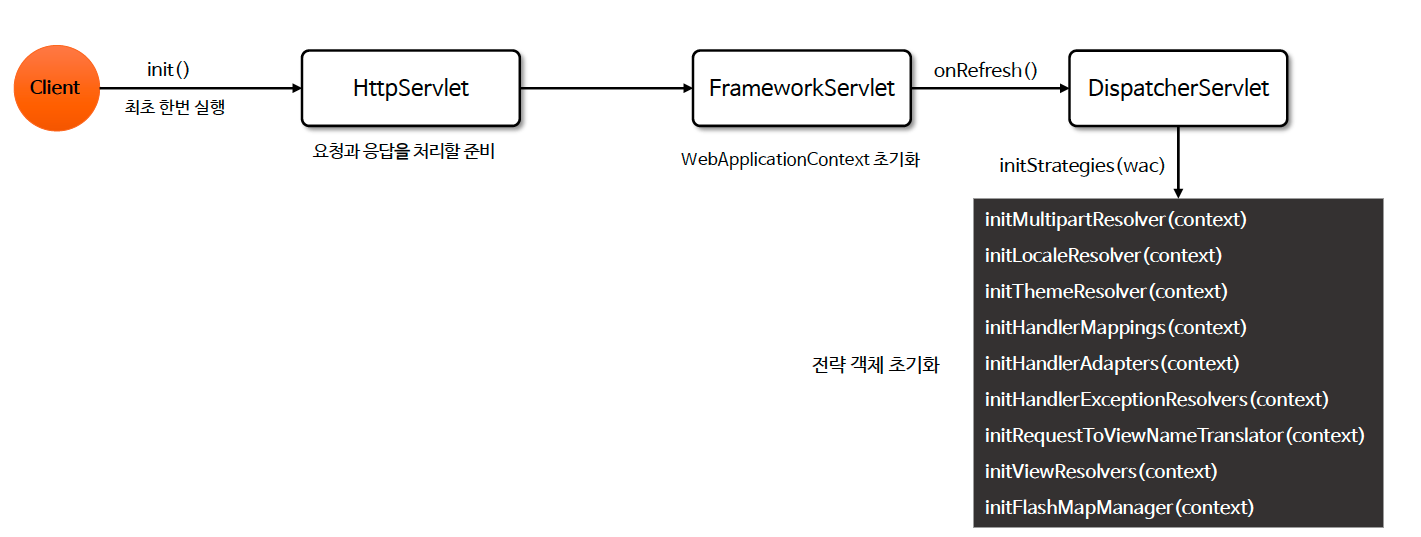 Client
init()
최초 한번 실행
HttpServlet
요청과 응답을 처리할 준비
FrameworkServlet
WebApplicationContext 초기화
onRefresh()
DispatcherServlet
initStrategies(wac)
전략 객체 초기화
initMultipartResolver(context)
initLocaleResolver(context)
initThemeResolver(context)
initHandlerMappings(context)
initHandlerAdapters(context)
initHandlerExceptionResolvers(context)
initRequestToViewNameTranslator(context)
initViewResolvers(context)
initFlashMapManager(context)